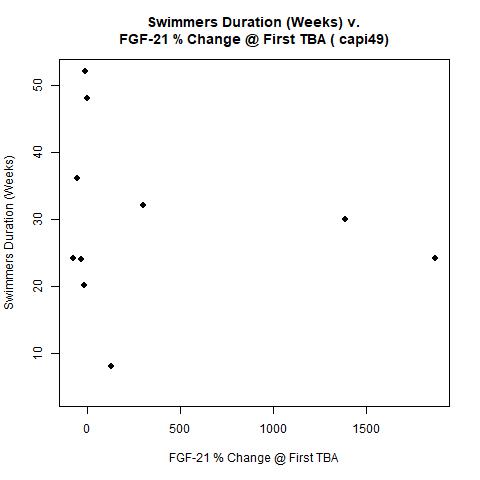 Swimmers Duration (Weeks) v.
FGF-21 % Change @ First TBA ( capi49)
Swimmers Duration (Weeks)
50
40
30
20
10
0 500 1000 1500
FGF-21 % Change @ First TBA